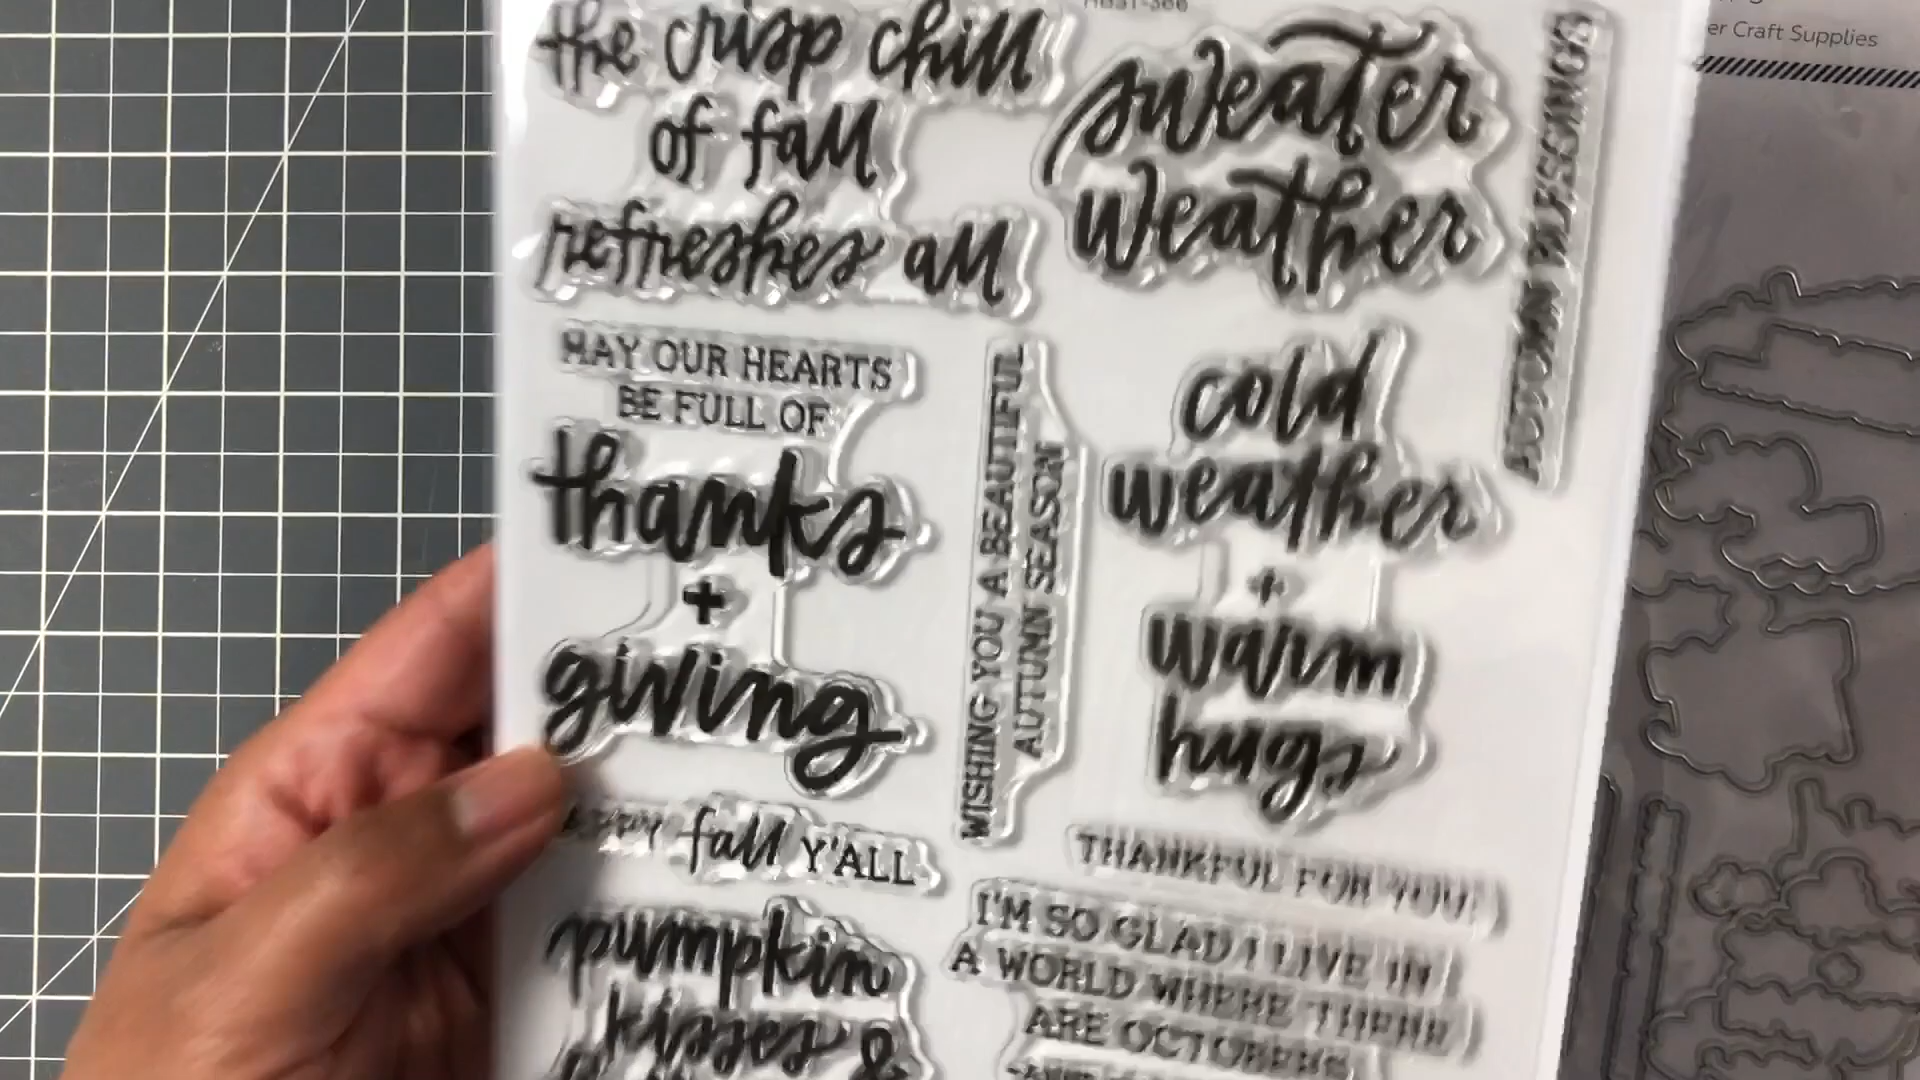 the crisp chill
of fall
refreshes all
sweater
weather
AUTUMN BLESSINGS
er Craft Supplies
MAY OUR HEARTS
BE FULL OF
thanks
+
giving
WISHING YOU A BEAUTIFUL
AUTUMN SEASON
cold
weather
+
warm
hugs
APPY fall Y'ALL
THANKFUL FOR YOU!
I'M SO GLAD I LIVE IN
A WORLD WHERE THERE
ARE OCTOBERS
pumpkin
kisses &